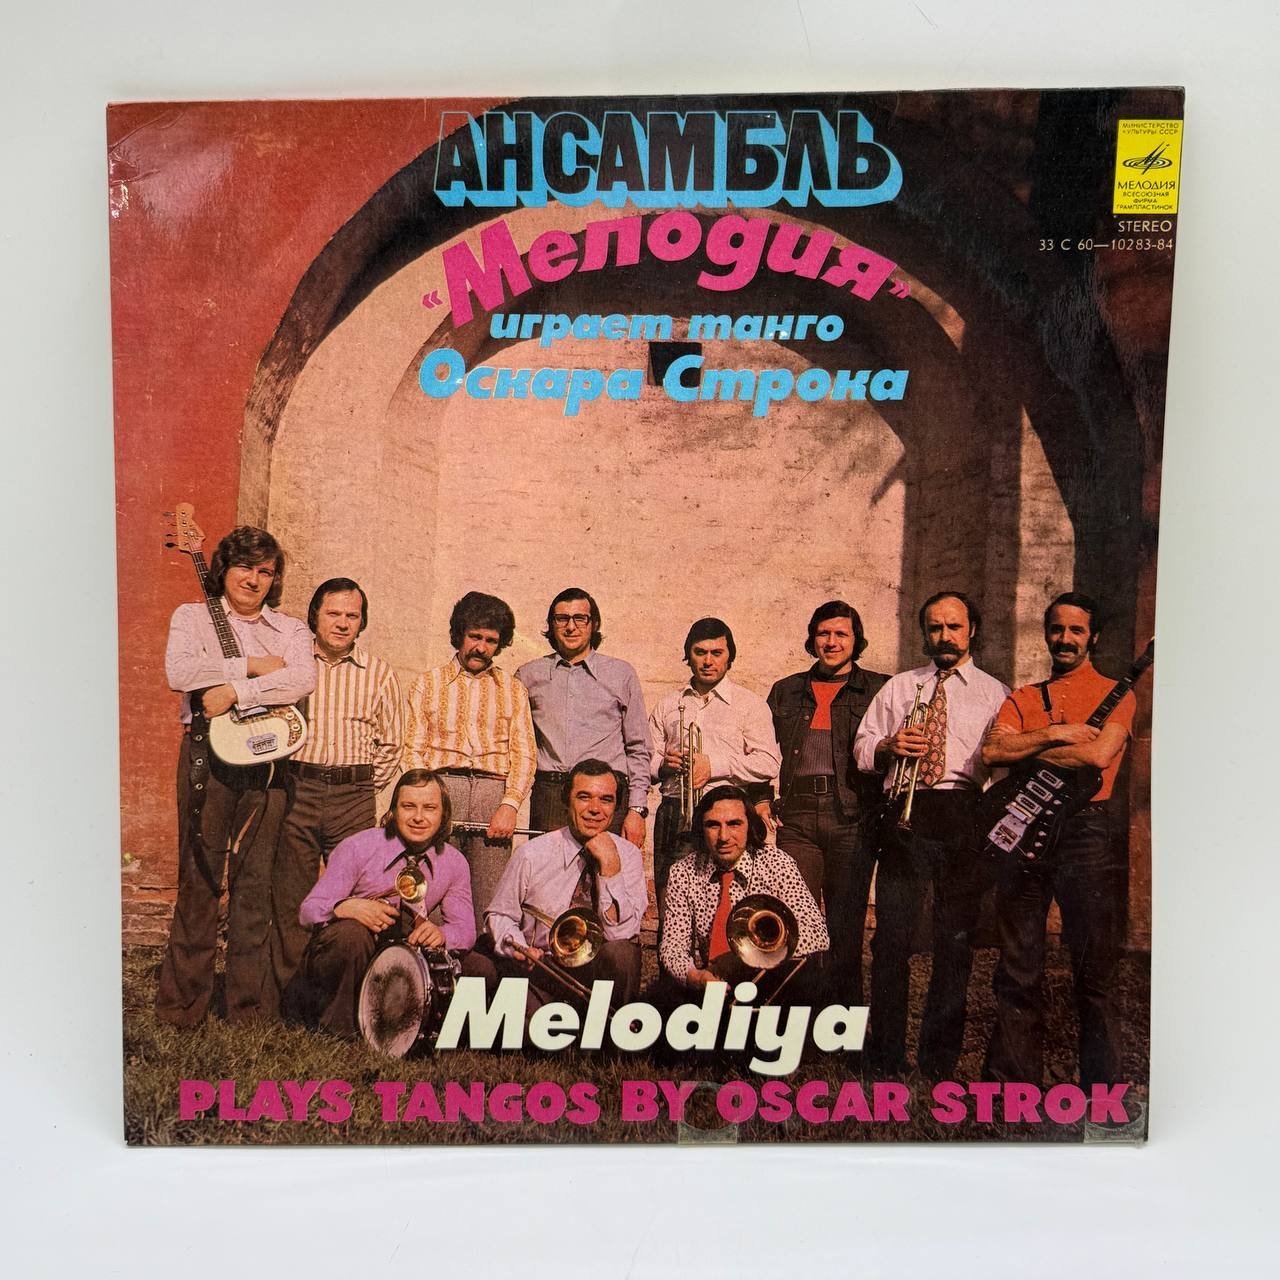 АНСАМБЛЬ
«Мелодия»
играет танго
Оскара Строка
МИНИСТЕРСТВО
КУЛЬТУРЫ СССР
МЕЛОДИЯ
ВСЕСОЮЗНАЯ
ФИРМА
ГРАМПЛАСТИНОК
STEREO
33 С 60—10283-84
Melodiya
PLAYS TANGOS BY OSCAR STROK